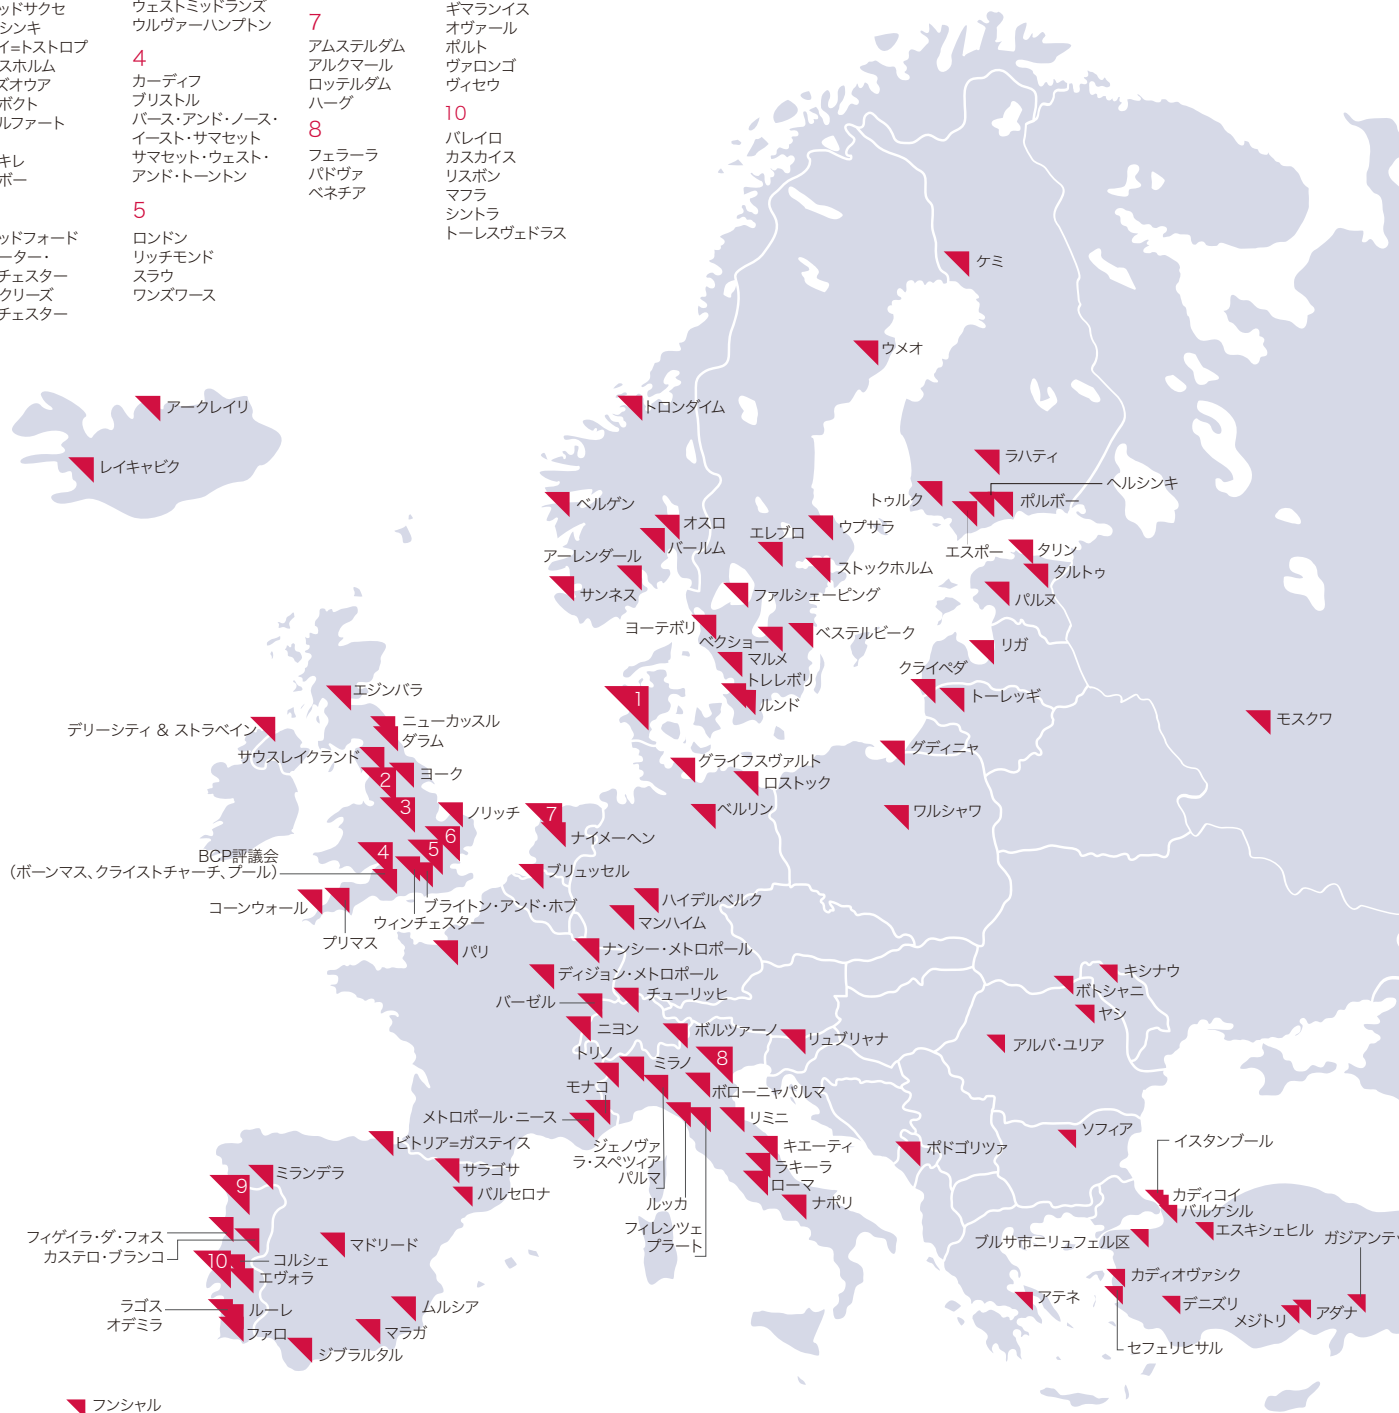 ッドサクセ
シンキ
イ=トストロプ
スホルム
ズオウア
ボクト
ルファート
キレ
ボー
ッドフォード
ーター・
チェスター
クリーズ
チェスター
ウェストミッドランズ
ウルヴァーハンプトン
4
カーディフ
ブリストル
バース・アンド・ノース・
イースト・サマセット
サマセット・ウェスト・
アンド・トーントン
5
ロンドン
リッチモンド
スラウ
ワンズワース
7
アムステルダム
アルクマール
ロッテルダム
ハーグ
8
フェラーラ
パドヴァ
ベネチア
ギマランイス
オヴァール
ポルト
ヴァロンゴ
ヴィセウ
10
バレイロ
カスカイス
リスボン
マフラ
シントラ
トーレスヴェドラス
ケミ
ウメオ
アークレイリ
トロンダイム
レイキャビク
ラハティ
ヘルシンキ
トゥルク
ポルボー
ベルゲン
オスロ
エレブロ
ウプサラ
バールム
エスポー
タリン
アーレンダール
ストックホルム
タルトゥ
サンネス
ファルシェーピング
パルヌ
ヨーテボリ
ベクショー
ベステルビーク
リガ
マルメ
クライペダ
トレレボリ
エジンバラ
1
ルンド
トーレッギ
デリーシティ & ストラベイン
ニューカッスル
モスクワ
ダラム
サウスレイクランド
グディニャ
グライフスヴァルト
ヨーク
2
ロストック
3
ノリッチ
7
ベルリン
ワルシャワ
6
ナイメーヘン
5
4
BCP評議会
(ボーンマス、クライストチャーチ、プール)
ブリュッセル
ハイデルベルク
コーンウォール
ブライトン・アンド・ホブ
ウィンチェスター
マンハイム
プリマス
パリ
ナンシー・メトロポール
ディジョン・メトロポール
キシナウ
ボトシャニ
バーゼル
チューリッヒ
ヤシ
ニヨン
ボルツァーノ
リュブリャナ
アルバ・ユリア
トリノ
ミラノ
8
モナコ
ボローニャパルマ
メトロポール・ニース
リミニ
ソフィア
ビトリア=ガステイス
ジェノヴァ
ラ・スペツィア
パルマ
キエーティ
ポドゴリツァ
イスタンブール
ミランデラ
サラゴサ
ラキーラ
ローマ
9
バルセロナ
ルッカ
ナポリ
カディコイ
バルケシル
フィゲイラ・ダ・フォス
カステロ・ブランコ
マドリード
フィレンツェ
プラート
ブルサ市ニリュフェル区
エスキシェヒル
ガジアンテ
10
コルシェ
エヴォラ
カディオヴァシク
ラゴス
オデミラ
ルーレ
ムルシア
アテネ
デニズリ
メジトリ
アダナ
ファロ
マラガ
ジブラルタル
セフェリヒサル
フンシャル